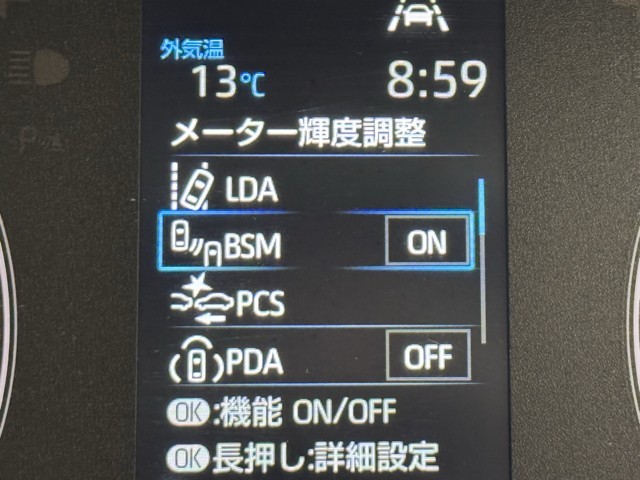 外気温
13℃ 8:59
メーター輝度調整
LDA
BSM ON
PCS
PDA OFF
OK:機能 ON/OFF
OK長押し:詳細設定